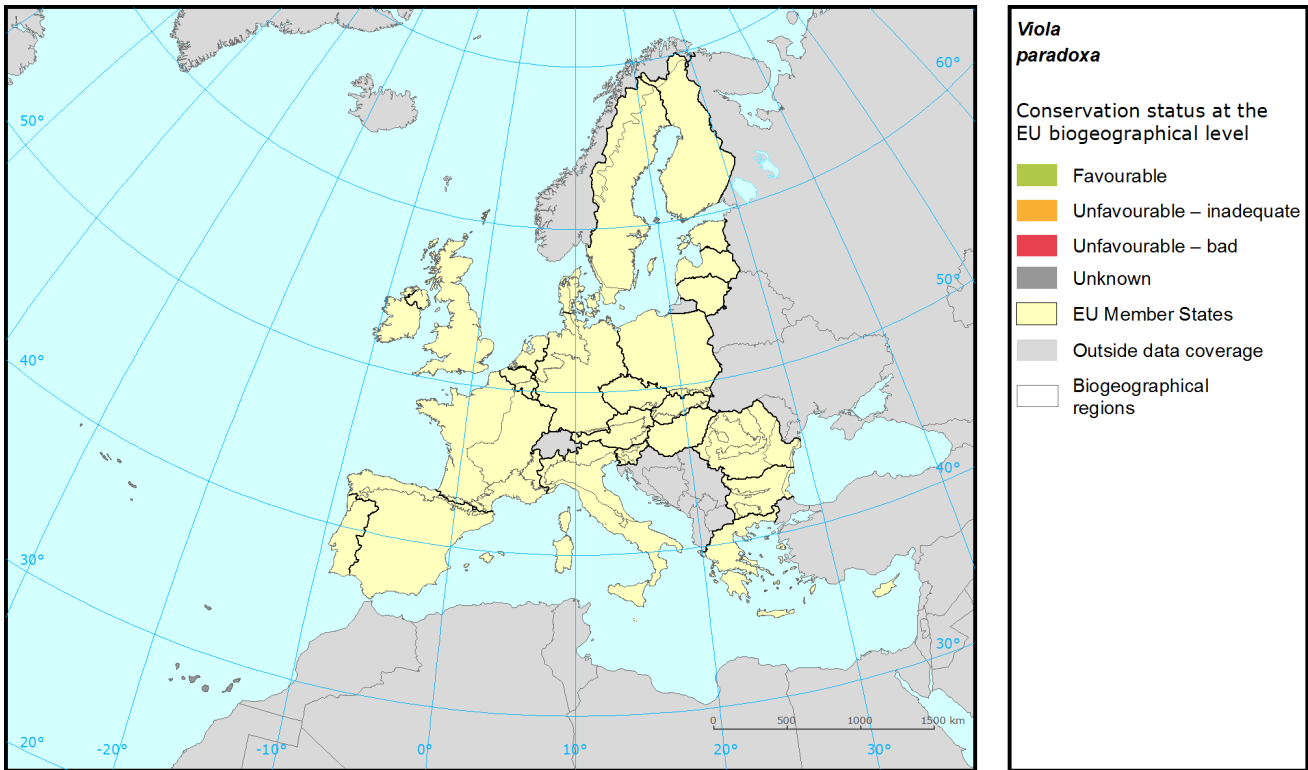 Viola
paradoxa
Conservation status at the
EU biogeographical level
Favourable
Unfavourable – inadequate
Unfavourable – bad
Unknown
EU Member States
Outside data coverage
Biogeographical
regions
60°
50°
50°
40°
40°
30°
30°
20°
-20°
-10°
0°
10°
20°
30°
0 500 1000 1500 km